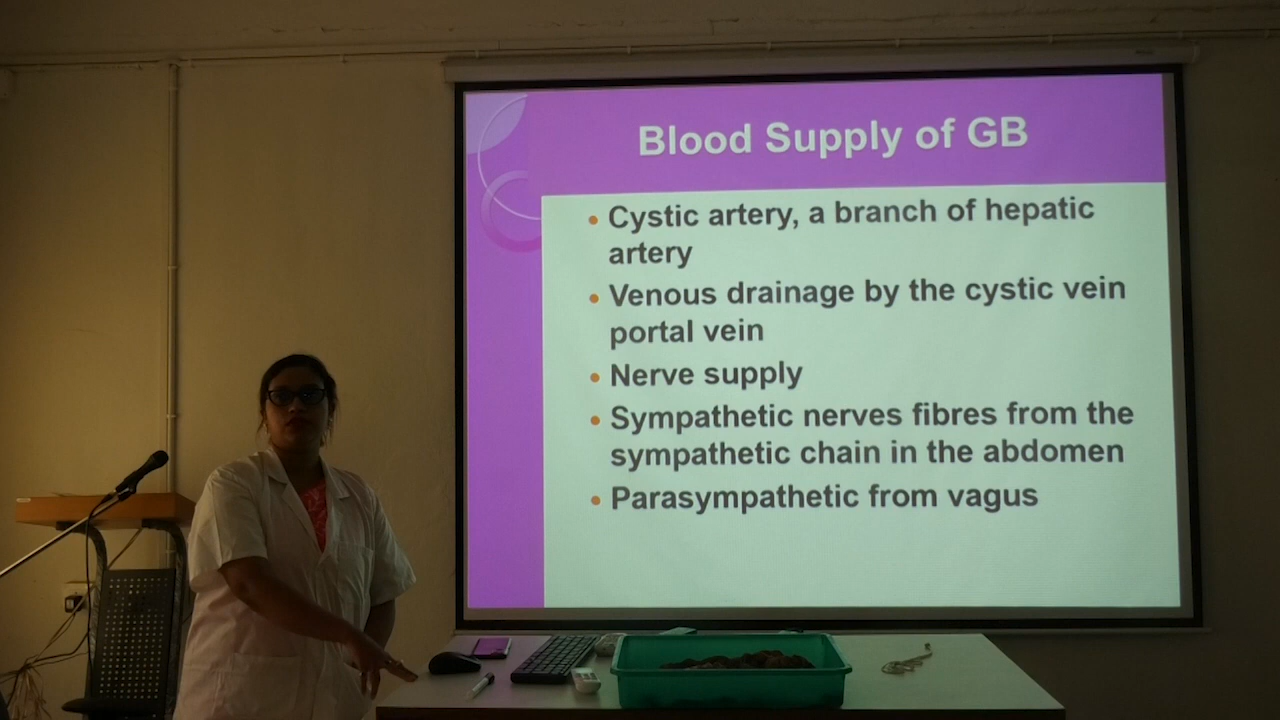 Blood Supply of GB
• Cystic artery, a branch of hepatic
artery
• Venous drainage by the cystic vein
portal vein
• Nerve supply
• Sympathetic nerves fibres from the
sympathetic chain in the abdomen
• Parasympathetic from vagus